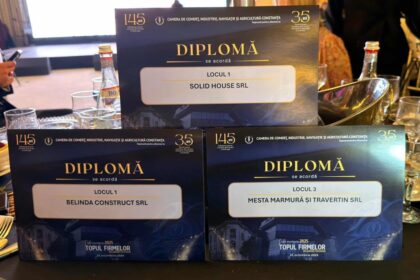 145 CAMERA DE COMERȚ, INDUSTRIE, NAVIGAȚIE ȘI AGRICULTURĂ CONSTANȚA 35
DIPLOMĂ
se acordă
LOCUL 1
SOLID HOUSE SRL
145 CAMERA DE COMERȚ, INDUSTRIE, NAVIGAȚIE ȘI AGRICULTURĂ CONSTANȚA 35
DIPLOMĂ
se acordă
LOCUL 1
BELINDA CONSTRUCT SRL
2025
TOPUL FIRMELOR
145 CAMERA DE COMERȚ, INDUSTRIE, NAVIGAȚIE ȘI AGRICULTURĂ CONSTANȚA 35
DIPLOMĂ
se acordă
LOCUL 3
MESTA MARMURĂ ȘI TRAVERTIN SRL
2025
TOPUL FIRMELOR